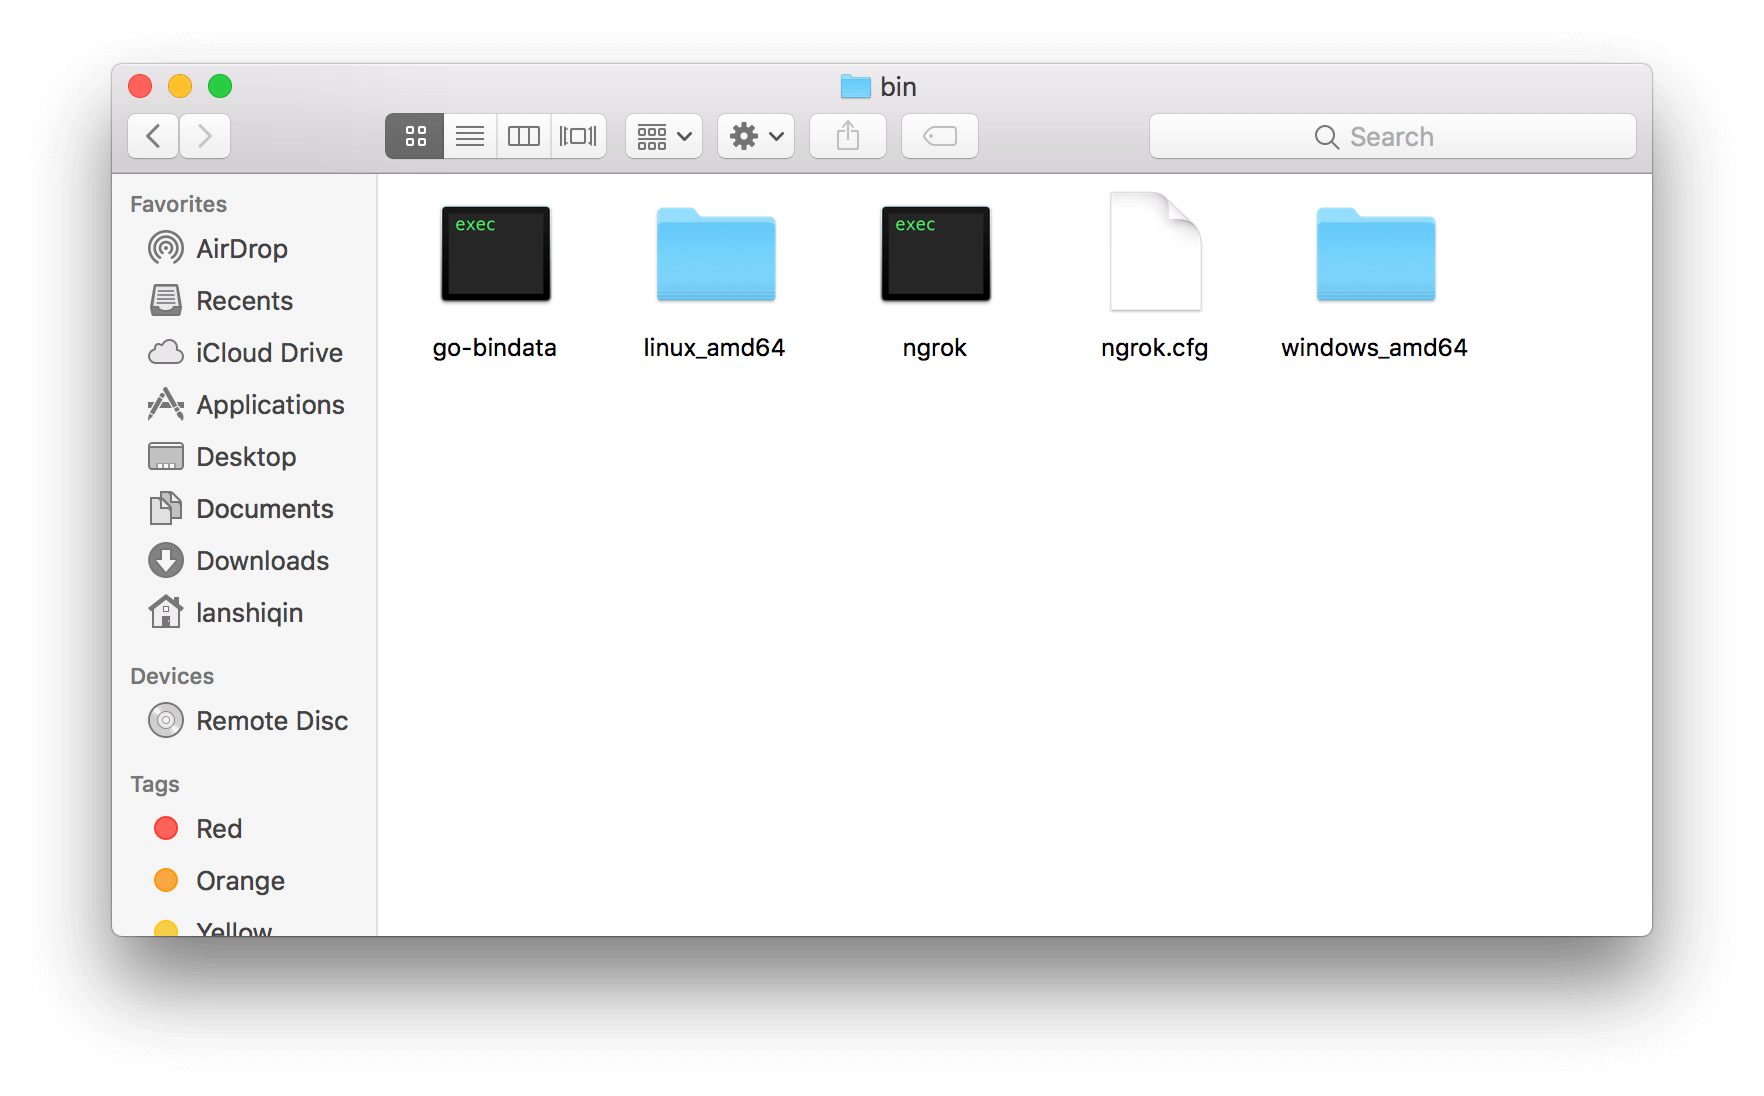 bin
Search
Favorites
AirDrop
Recents
iCloud Drive
Applications
Desktop
Documents
Downloads
lanshiqin
Devices
Remote Disc
Tags
Red
Orange
Yellow
exec
exec
go-bindata
linux_amd64
ngrok
ngrok.cfg
windows_amd64